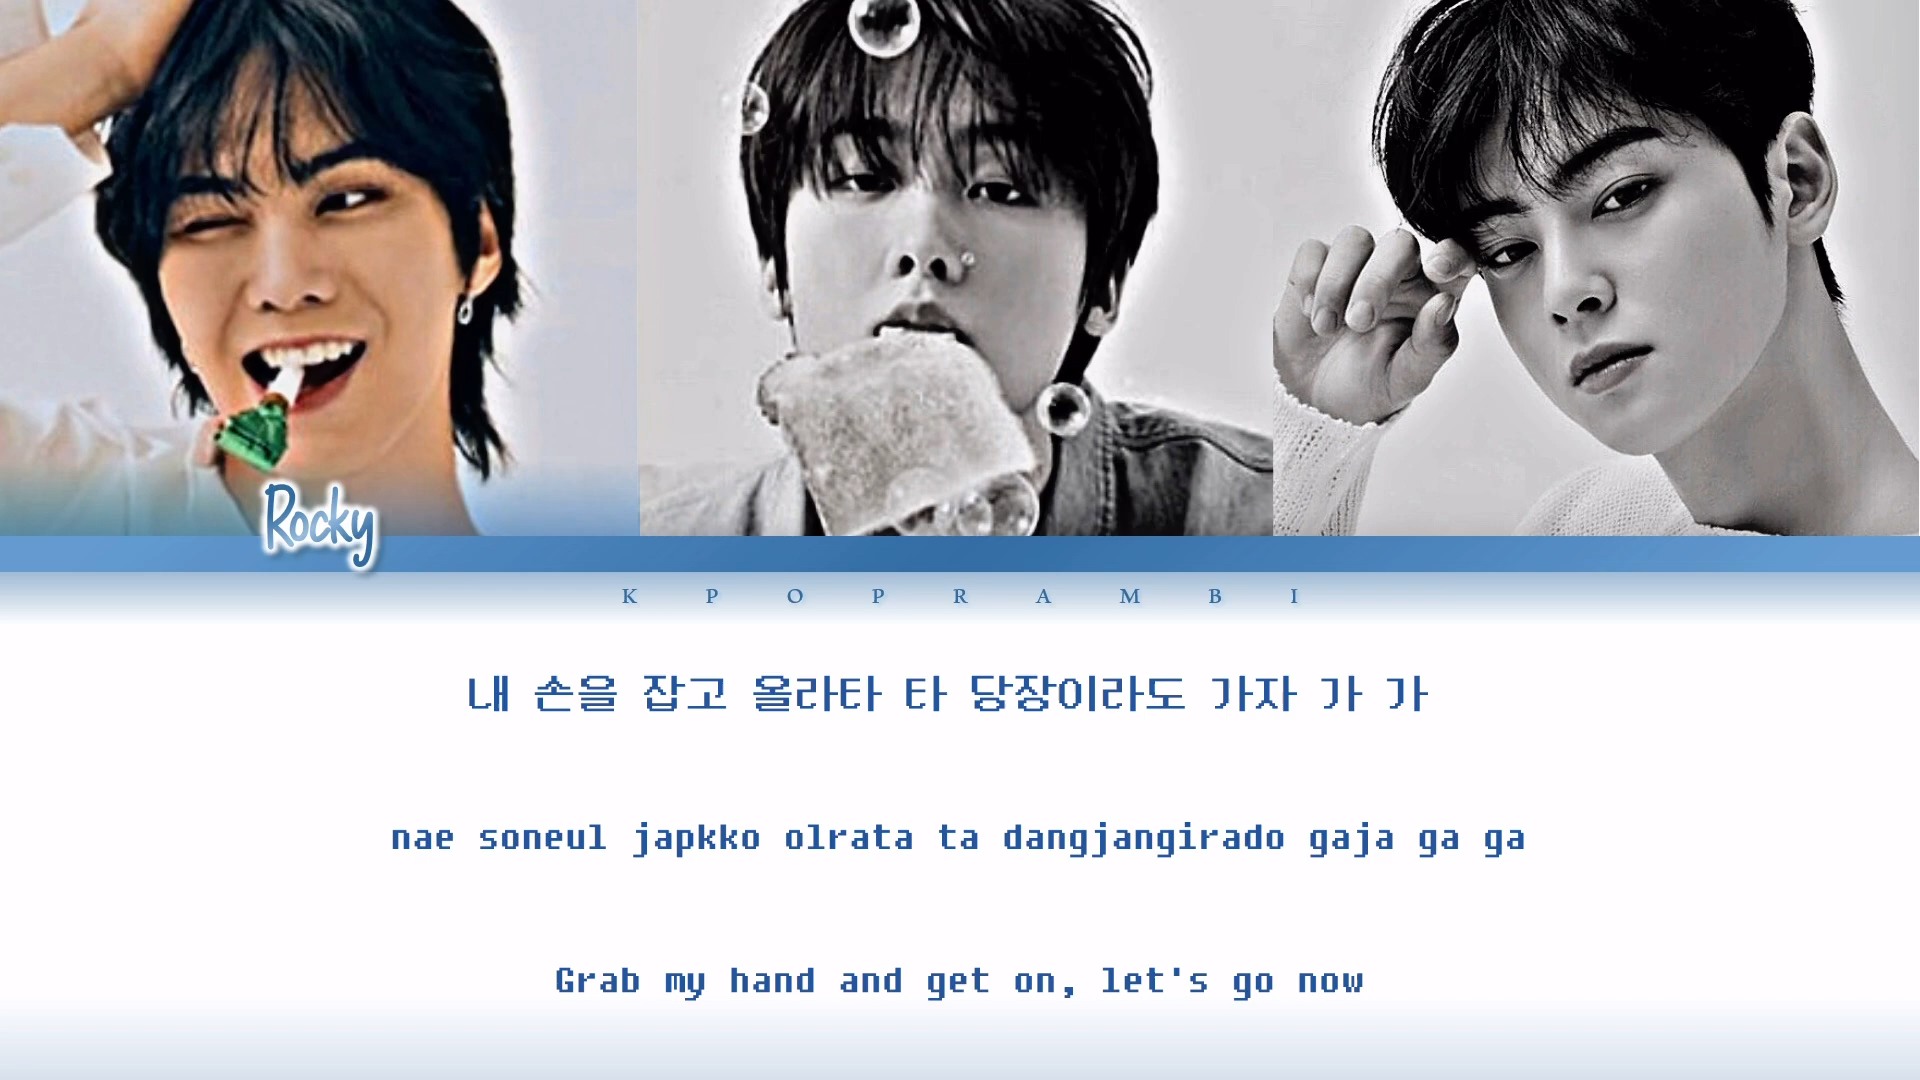 Rocky
KPOPRAMBI
내 손을 잡고 올라타 타 당장이라도 가자 가 가
nae soneul japkko olrata ta dangjangirado gaja ga ga
Grab my hand and get on, let's go now